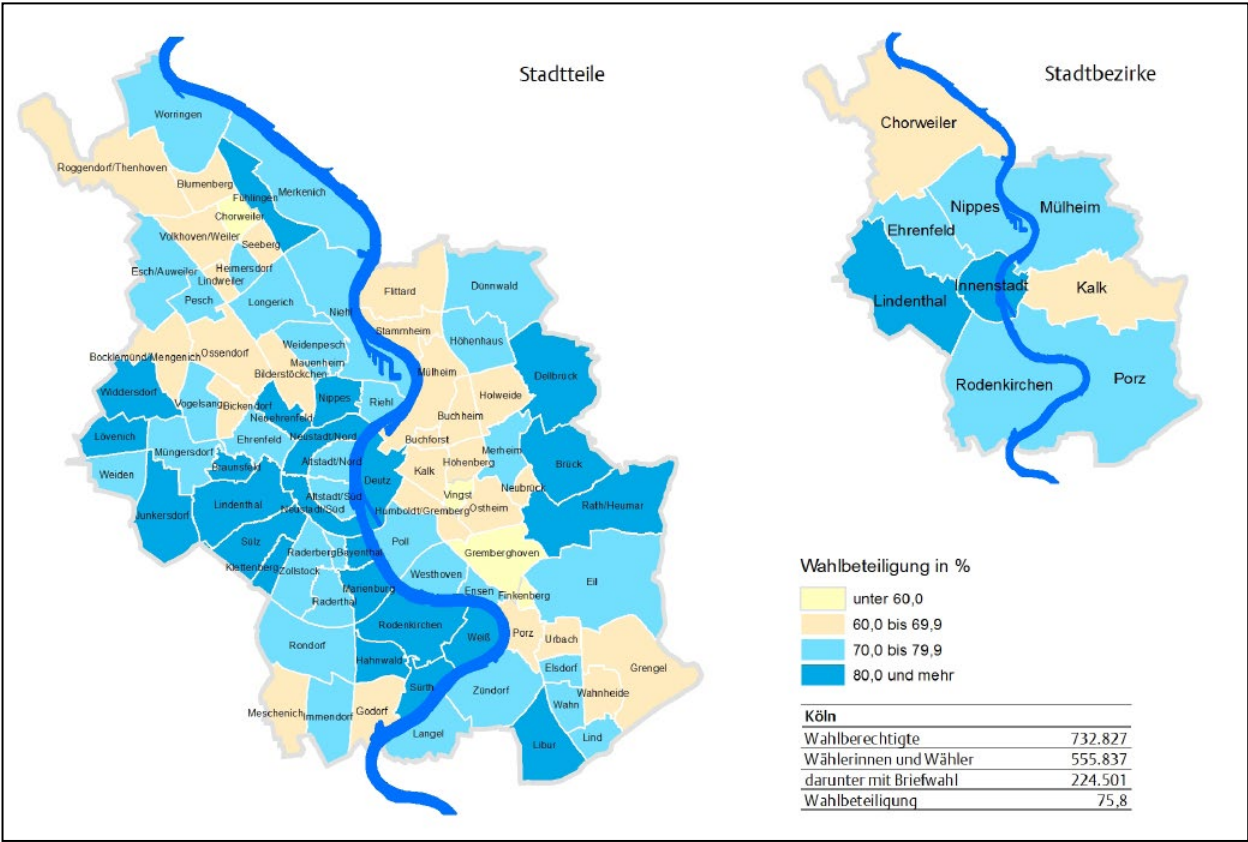 Stadtteile
Worringen
Roggendorf/Thenhoven
Blumenberg
Fühlingen
Merkenich
Chorweiler
Volkhoven/Weiler
Seeberg
Esch/Auweiler
Heimersdorf
Lindweiler
Pesch
Longerich
Niehl
Flittard
Dünnwald
Stammheim
Höhenhaus
Weidenpesch
Ossendorf
Bocklemünd/Mengenich
Mauenheim
Bilderstöckchen
Mülheim
Dellbrück
Widdersdorf
Nippes
Holweide
Vogelsang
Bickendorf
Riehl
Neuehrenfeld
Buchheim
Lövenich
Ehrenfeld
Neustadt/Nord
Buchforst
Müngersdorf
Merheim
Altstadt/Nord
Höhenberg
Brück
Braunsfeld
Kalk
Weiden
Deutz
Neubrück
Vingst
Altstadt/Süd
Lindenthal
Rath/Heumar
Neustadt/Süd
Humboldt/Gremberg
Ostheim
Junkersdorf
Sülz
Poll
Raderberg
Bayenthal
Gremberghoven
Klettenberg
Zollstock
Westhoven
Eil
Marienburg
Ensen
Finkenberg
Raderthal
Rodenkirchen
Weiß
Porz
Urbach
Rondorf
Hahnwald
Elsdorf
Grengel
Sürth
Zündorf
Wahnheide
Wahn
Meschenich
Immendorf
Godorf
Langel
Libur
Lind
Stadtbezirke
Chorweiler
Nippes
Mülheim
Ehrenfeld
Innenstadt
Kalk
Lindenthal
Rodenkirchen
Porz
Wahlbeteiligung in %
unter 60,0
60,0 bis 69,9
70,0 bis 79,9
80,0 und mehr
Köln
Wahlberechtigte 732.827
Wählerinnen und Wähler 555.837
darunter mit Briefwahl 224.501
Wahlbeteiligung 75,8